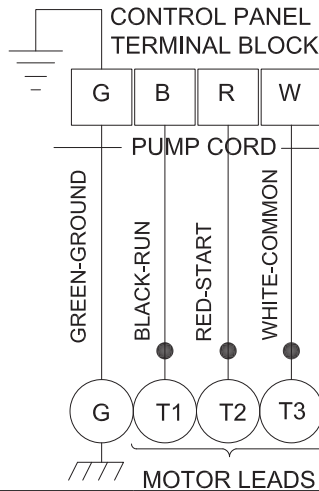 CONTROL PANEL
TERMINAL BLOCK
G B R W
PUMP CORD
GREEN-GROUND
BLACK-RUN
RED-START
WHITE-COMMON
G T1 T2 T3
MOTOR LEADS